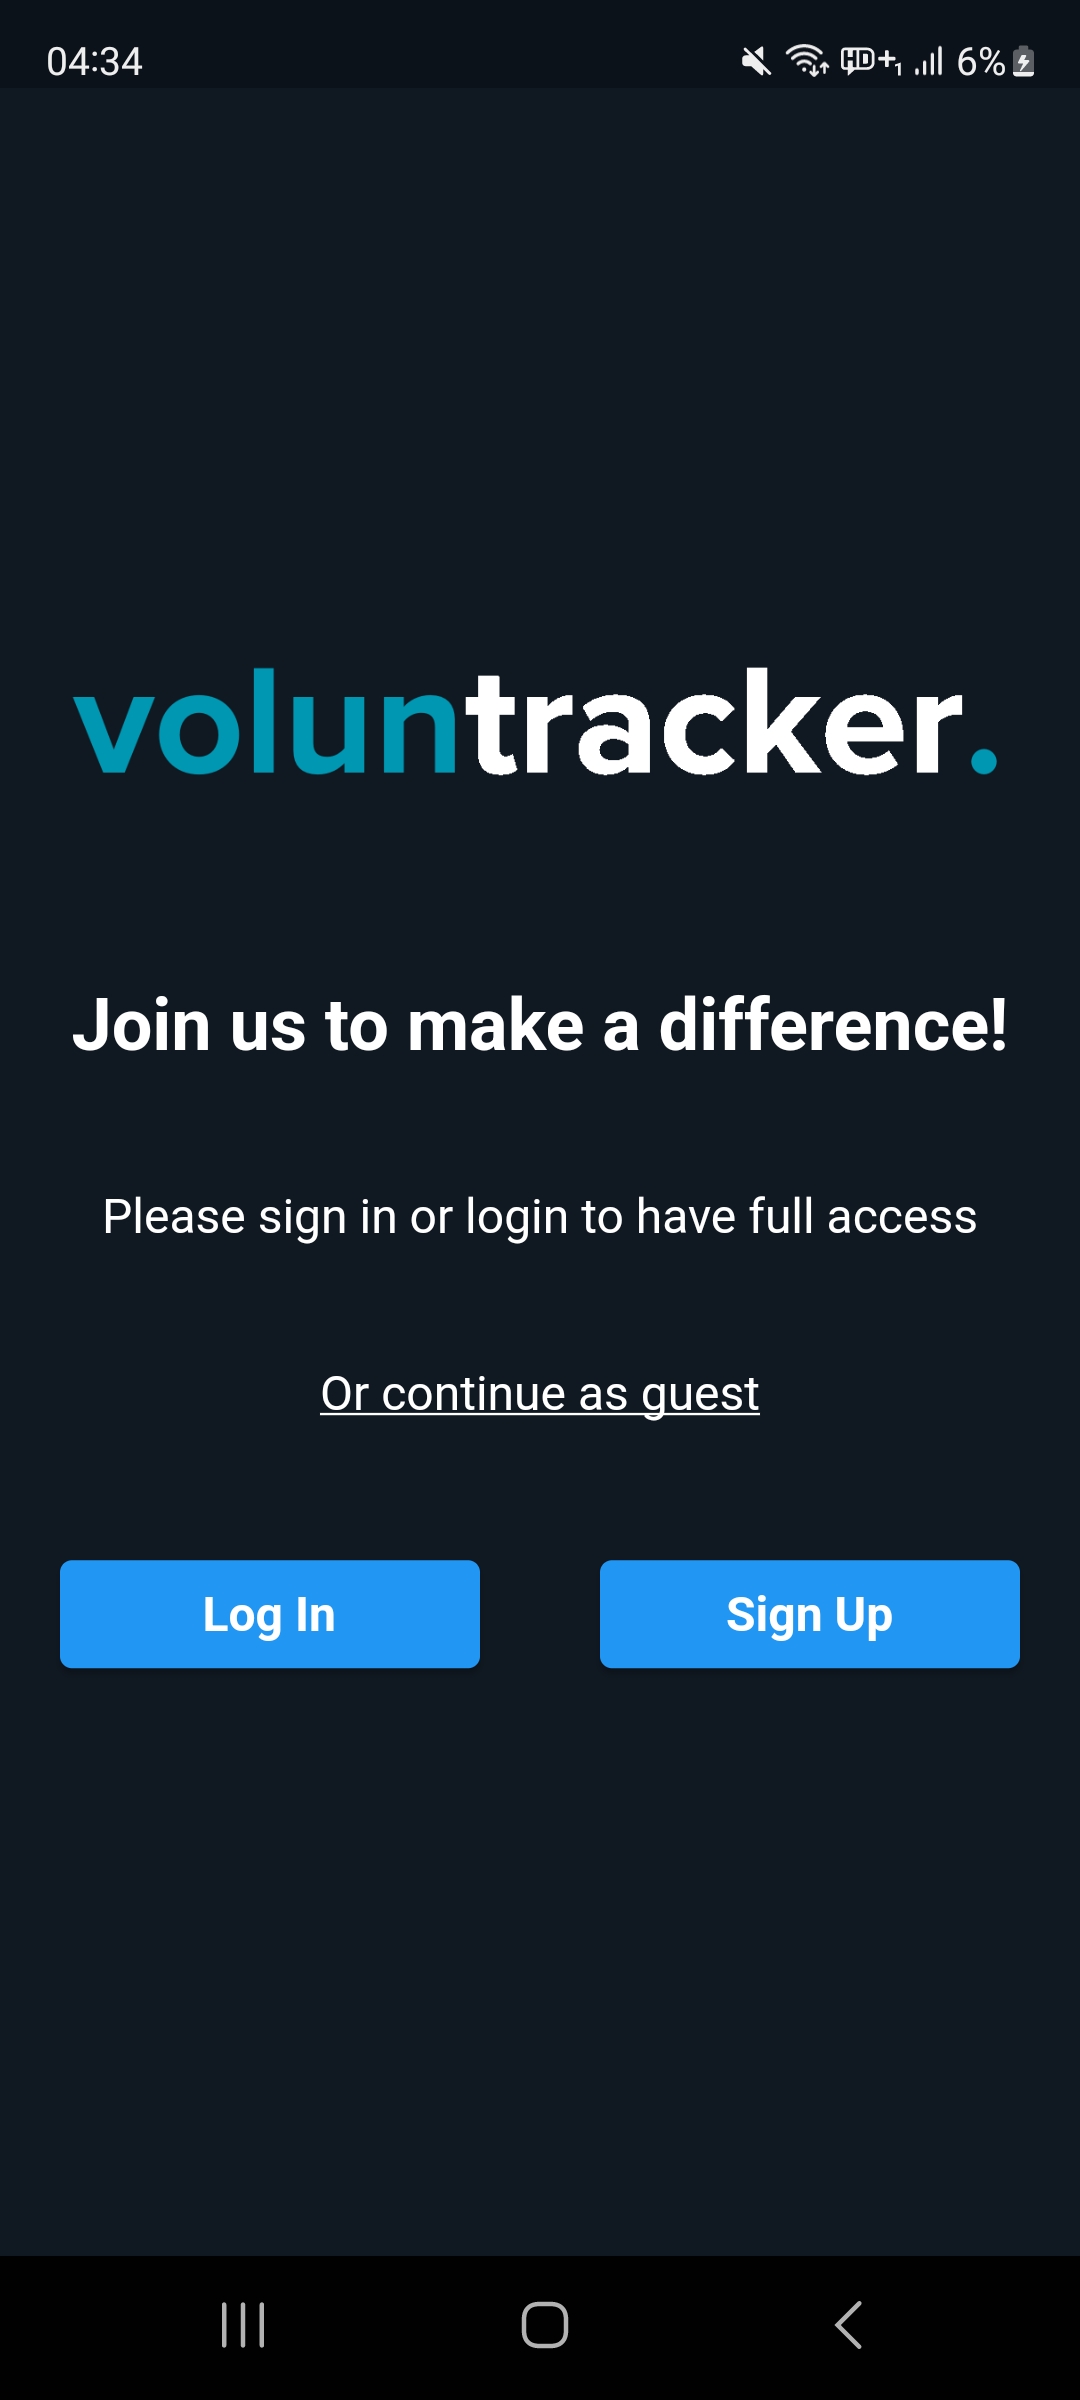 04:34 6%
voluntracker.
Join us to make a difference!
Please sign in or login to have full access
Or continue as guest
Log In Sign Up